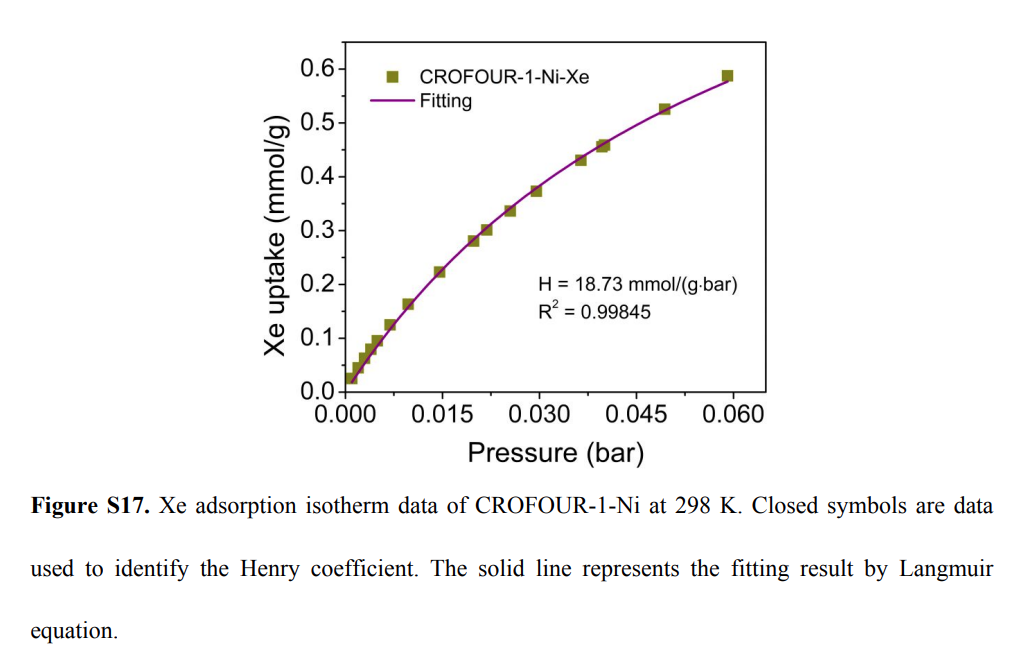 0.6
CROFOUR-1-Ni-Xe
Fitting
0.5
0.4
0.3
0.2
0.1
0.0
Xe uptake (mmol/g)
H = 18.73 mmol/(g·bar)
R² = 0.99845
0.000 0.015 0.030 0.045 0.060
Pressure (bar)
Figure S17. Xe adsorption isotherm data of CROFOUR-1-Ni at 298 K. Closed symbols are data
used to identify the Henry coefficient. The solid line represents the fitting result by Langmuir
equation.